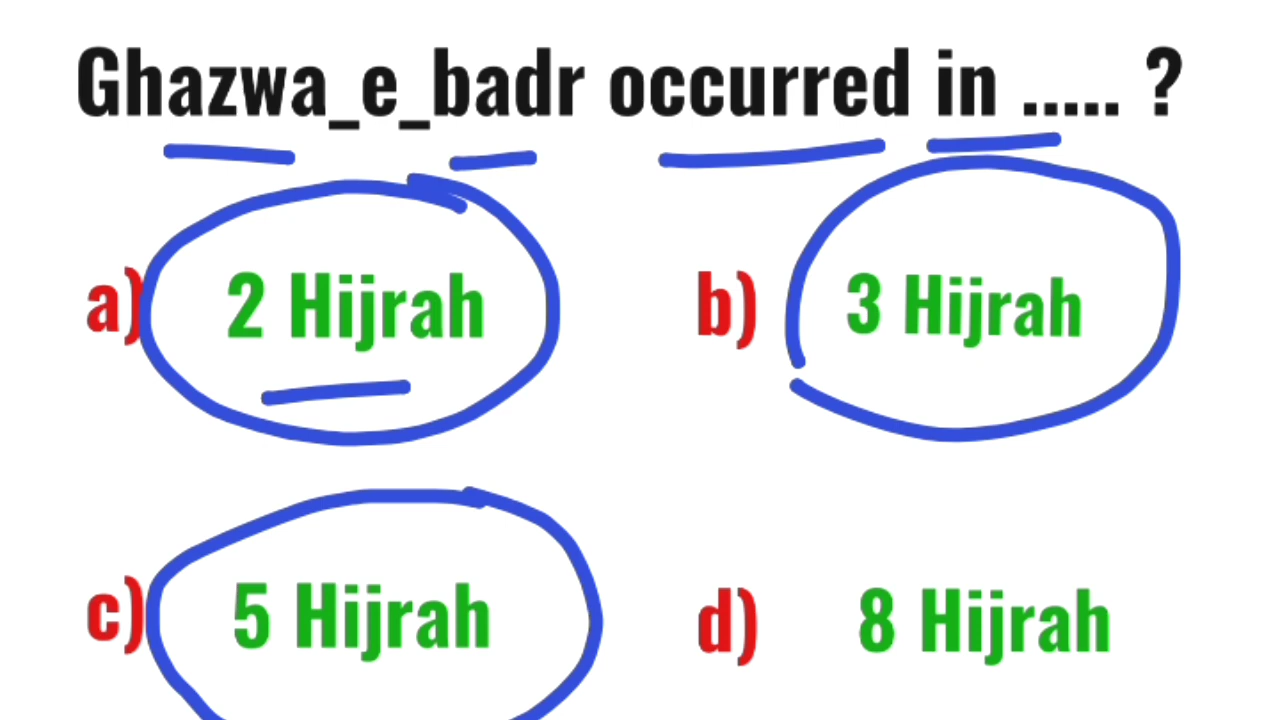 Ghazwa_e_badr occurred in ..... ?
a) 2 Hijrah b) 3 Hijrah
c) 5 Hijrah d) 8 Hijrah